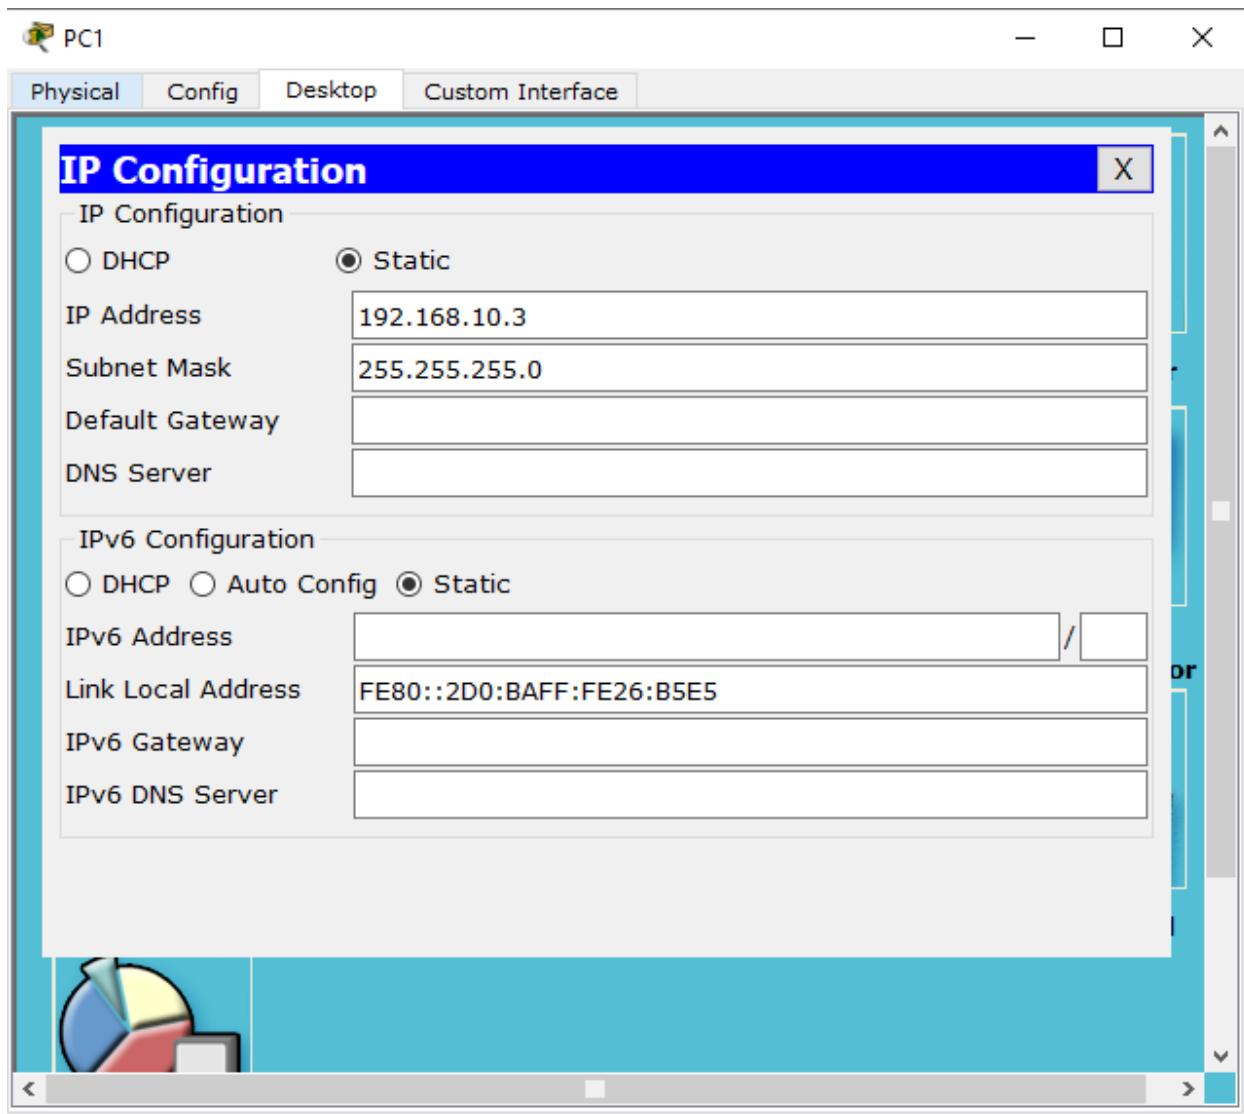 PC1
Physical Config Desktop Custom Interface
IP Configuration X
IP Configuration
DHCP Static
IP Address 192.168.10.3
Subnet Mask 255.255.255.0
Default Gateway
DNS Server
IPv6 Configuration
DHCP Auto Config Static
IPv6 Address /
Link Local Address FE80::2D0:BAFF:FE26:B5E5
IPv6 Gateway
IPv6 DNS Server
or